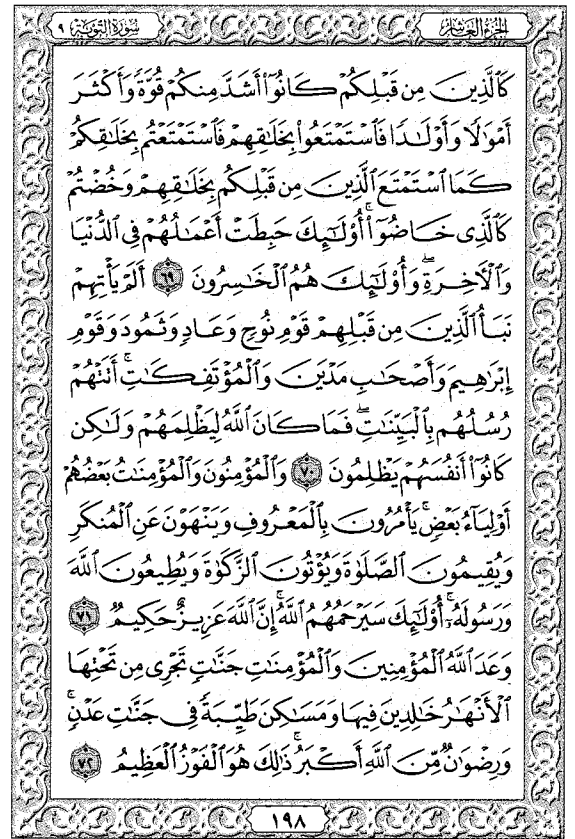 الجزء العاشر
سورة التوبة ٩
كَٱلَّذِينَ مِن قَبْلِكُمْ كَانُوٓا۟ أَشَدَّ مِنكُمْ قُوَّةً وَأَكْثَرَ
أَمْوَٰلًا وَأَوْلَٰدًا فَٱسْتَمْتَعُوا۟ بِخَلَٰقِهِمْ فَٱسْتَمْتَعْتُم بِخَلَٰقِكُمْ
كَمَا ٱسْتَمْتَعَ ٱلَّذِينَ مِن قَبْلِكُم بِخَلَٰقِهِمْ وَخُضْتُمْ
كَٱلَّذِى خَاضُوٓا۟ ۚ أُو۟لَٰٓئِكَ حَبِطَتْ أَعْمَٰلُهُمْ فِى ٱلدُّنْيَا
وَٱلْءَاخِرَةِ ۖ وَأُو۟لَٰٓئِكَ هُمُ ٱلْخَٰسِرُونَ ٦٩ أَلَمْ يَأْتِهِمْ
نَبَأُ ٱلَّذِينَ مِن قَبْلِهِمْ قَوْمِ نُوحٍ وَعَادٍ وَثَمُودَ وَقَوْمِ
إِبْرَٰهِيمَ وَأَصْحَٰبِ مَدْيَنَ وَٱلْمُؤْتَفِكَٰتِ ۚ أَتَتْهُمْ
رُسُلُهُم بِٱلْبَيِّنَٰتِ ۖ فَمَا كَانَ ٱللَّهُ لِيَظْلِمَهُمْ وَلَٰكِن
كَانُوٓا۟ أَنفُسَهُمْ يَظْلِمُونَ ٧٠ وَٱلْمُؤْمِنُونَ وَٱلْمُؤْمِنَٰتُ بَعْضُهُمْ
أَوْلِيَآءُ بَعْضٍ ۚ يَأْمُرُونَ بِٱلْمَعْرُوفِ وَيَنْهَوْنَ عَنِ ٱلْمُنكَرِ
وَيُقِيمُونَ ٱلصَّلَوٰةَ وَيُؤْتُونَ ٱلزَّكَوٰةَ وَيُطِيعُونَ ٱللَّهَ
وَرَسُولَهُۥٓ ۚ أُو۟لَٰٓئِكَ سَيَرْحَمُهُمُ ٱللَّهُ ۗ إِنَّ ٱللَّهَ عَزِيزٌ حَكِيمٌ ٧١
وَعَدَ ٱللَّهُ ٱلْمُؤْمِنِينَ وَٱلْمُؤْمِنَٰتِ جَنَّٰتٍ تَجْرِى مِن تَحْتِهَا
ٱلْأَنْهَٰرُ خَٰلِدِينَ فِيهَا وَمَسَٰكِنَ طَيِّبَةً فِى جَنَّٰتِ عَدْنٍ ۚ
وَرِضْوَٰنٌ مِّنَ ٱللَّهِ أَكْبَرُ ۚ ذَٰلِكَ هُوَ ٱلْفَوْزُ ٱلْعَظِيمُ ٧٢
١٩٨